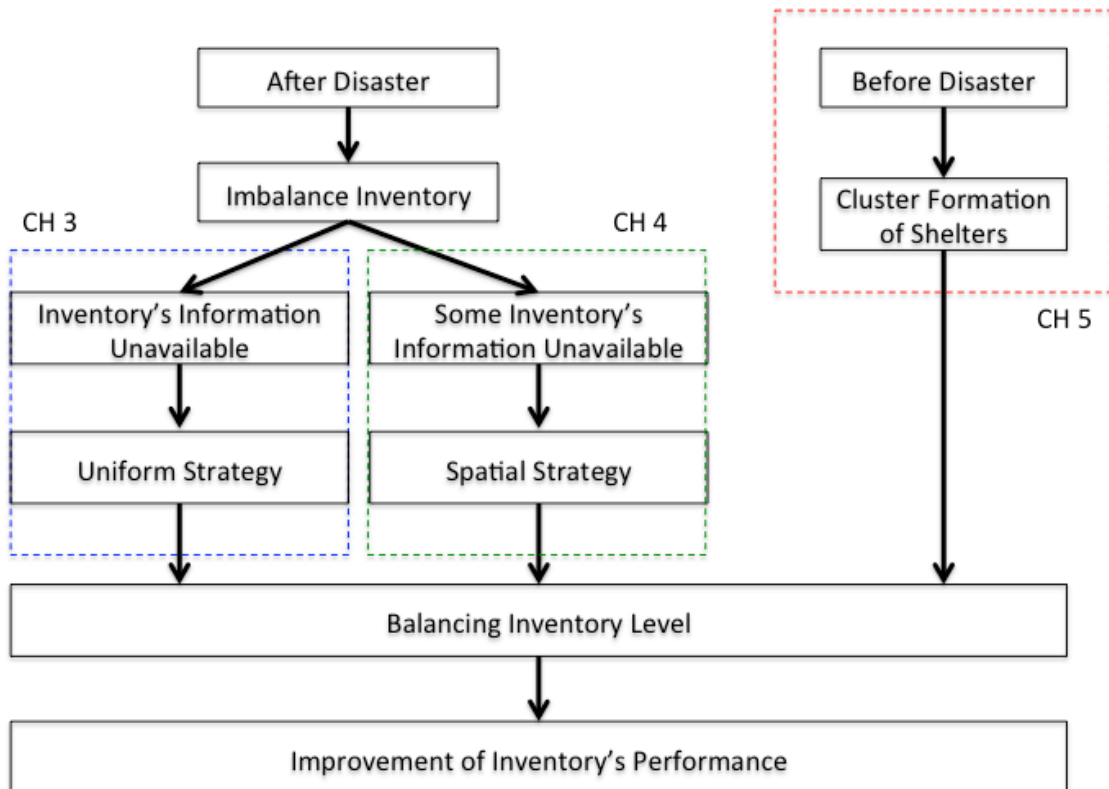 After Disaster
Before Disaster
Imbalance Inventory
Cluster Formation
of Shelters
CH 3
CH 4
CH 5
Inventory's Information
Unavailable
Some Inventory's
Information Unavailable
Uniform Strategy
Spatial Strategy
Balancing Inventory Level
Improvement of Inventory's Performance